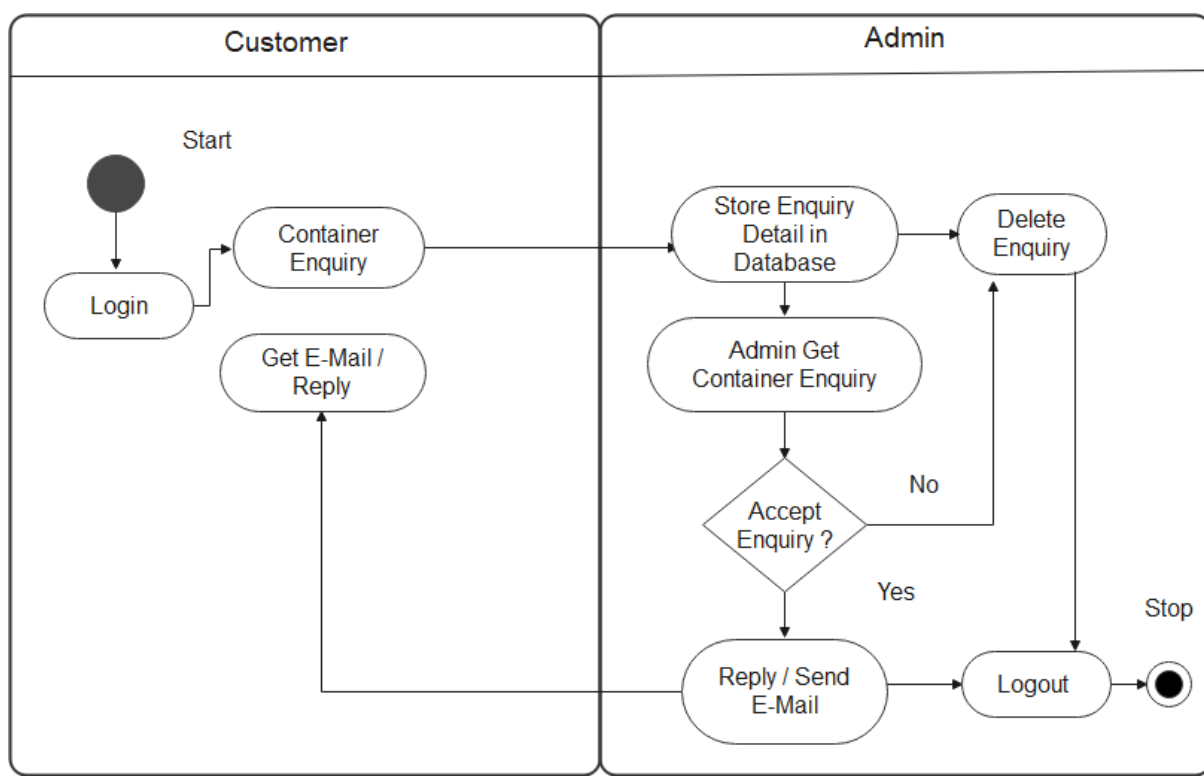 Customer
Admin
Start
Container
Enquiry
Login
Get E-Mail /
Reply
Store Enquiry
Detail in
Database
Delete
Enquiry
Admin Get
Container Enquiry
Accept
Enquiry ?
No
Yes
Reply / Send
E-Mail
Logout
Stop